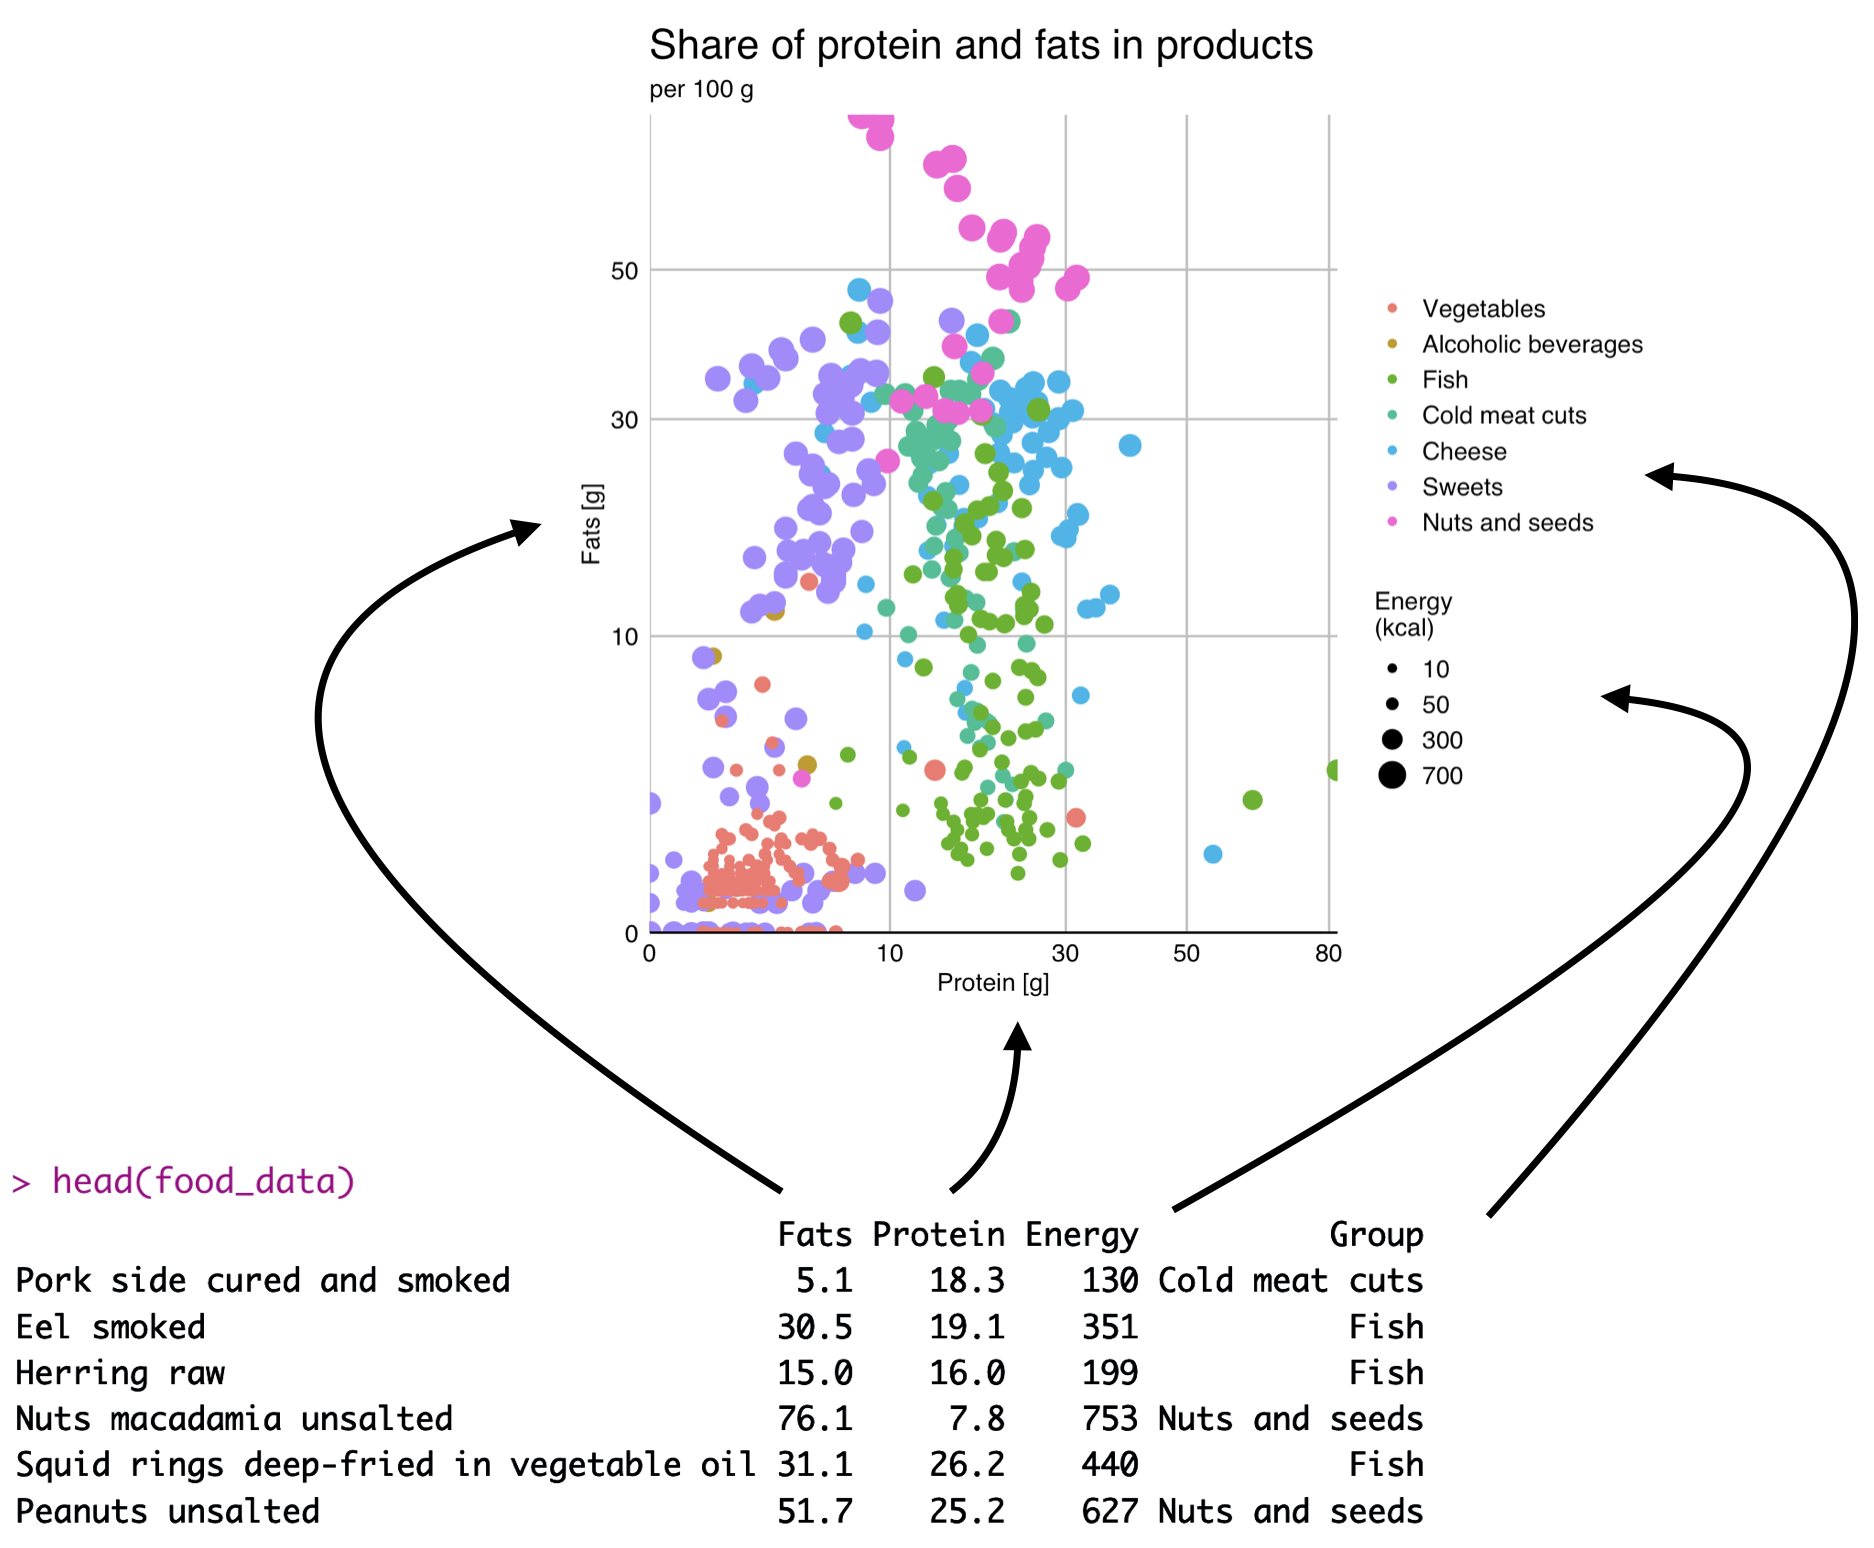 Share of protein and fats in products
per 100 g
50
30
10
0
Fats [g]
0 10 30 50 80
Protein [g]
Vegetables
Alcoholic beverages
Fish
Cold meat cuts
Cheese
Sweets
Nuts and seeds
Energy
(kcal)
10
50
300
700
> head(food_data)
Fats Protein Energy Group
Pork side cured and smoked 5.1 18.3 130 Cold meat cuts
Eel smoked 30.5 19.1 351 Fish
Herring raw 15.0 16.0 199 Fish
Nuts macadamia unsalted 76.1 7.8 753 Nuts and seeds
Squid rings deep-fried in vegetable oil 31.1 26.2 440 Fish
Peanuts unsalted 51.7 25.2 627 Nuts and seeds